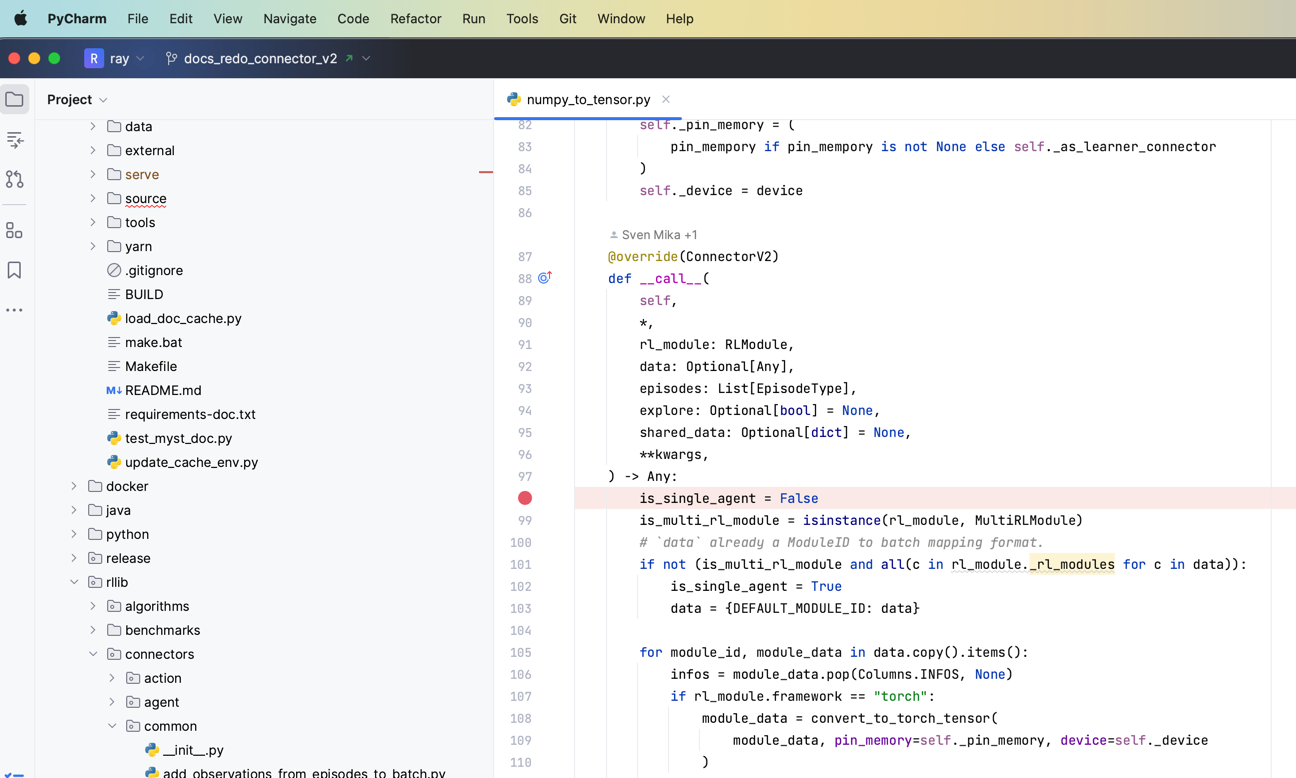 PyCharm File Edit View Navigate Code Refactor Run Tools Git Window Help
R ray docs_redo_connector_v2
Project
data
external
serve
source
tools
yarn
.gitignore
BUILD
load_doc_cache.py
make.bat
Makefile
M↓ README.md
requirements-doc.txt
test_myst_doc.py
update_cache_env.py
docker
java
python
release
rllib
algorithms
benchmarks
connectors
action
agent
common
__init__.py
add_observations_from_episodes_to_batch.py
numpy_to_tensor.py
82 self._pin_memory = (
83 pin_mempory if pin_mempory is not None else self._as_learner_connector
84 )
85 self._device = device
86
Sven Mika +1
87 @override(ConnectorV2)
88 def __call__(
89 self,
90 *,
91 rl_module: RLModule,
92 data: Optional[Any],
93 episodes: List[EpisodeType],
94 explore: Optional[bool] = None,
95 shared_data: Optional[dict] = None,
96 **kwargs,
97 ) -> Any:
is_single_agent = False
99 is_multi_rl_module = isinstance(rl_module, MultiRLModule)
100 # `data` already a ModuleID to batch mapping format.
101 if not (is_multi_rl_module and all(c in rl_module._rl_modules for c in data)):
102 is_single_agent = True
103 data = {DEFAULT_MODULE_ID: data}
104
105 for module_id, module_data in data.copy().items():
106 infos = module_data.pop(Columns.INFOS, None)
107 if rl_module.framework == "torch":
108 module_data = convert_to_torch_tensor(
109 module_data, pin_memory=self._pin_memory, device=self._device
110 )